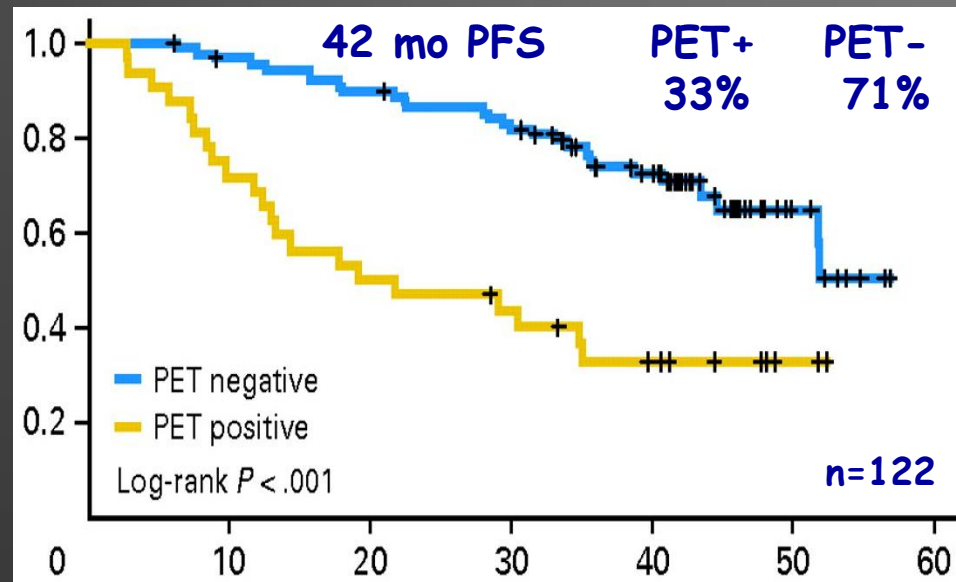 42 mo PFS PET+ PET-
33% 71%
1.0
0.8
0.6
0.4
0.2
PET negative
PET positive
Log-rank P < .001
n=122
0 10 20 30 40 50 60